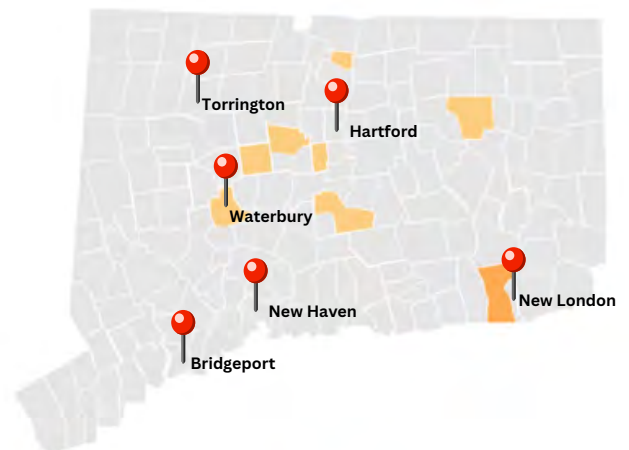 Torrington
Hartford
Waterbury
New London
New Haven
Bridgeport